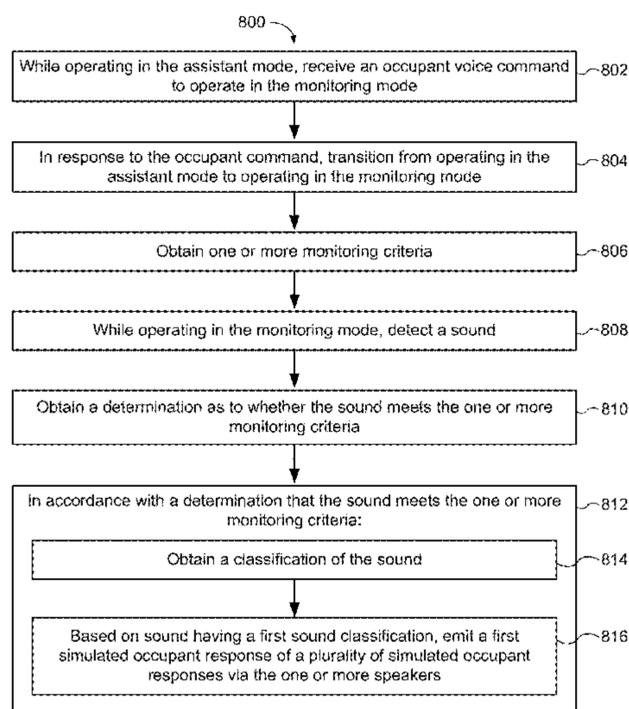 800
While operating in the assistant mode, receive an occupant voice command
to operate in the monitoring mode
802
In response to the occupant command, transition from operating in the
assistant mode to operating in the monitoring mode
804
Obtain one or more monitoring criteria
806
While operating in the monitoring mode, detect a sound
808
Obtain a determination as to whether the sound meets the one or more
monitoring criteria
810
In accordance with a determination that the sound meets the one or more
monitoring criteria:
812
Obtain a classification of the sound
814
Based on sound having a first sound classification, emit a first
simulated occupant response of a plurality of simulated occupant
responses via the one or more speakers
816